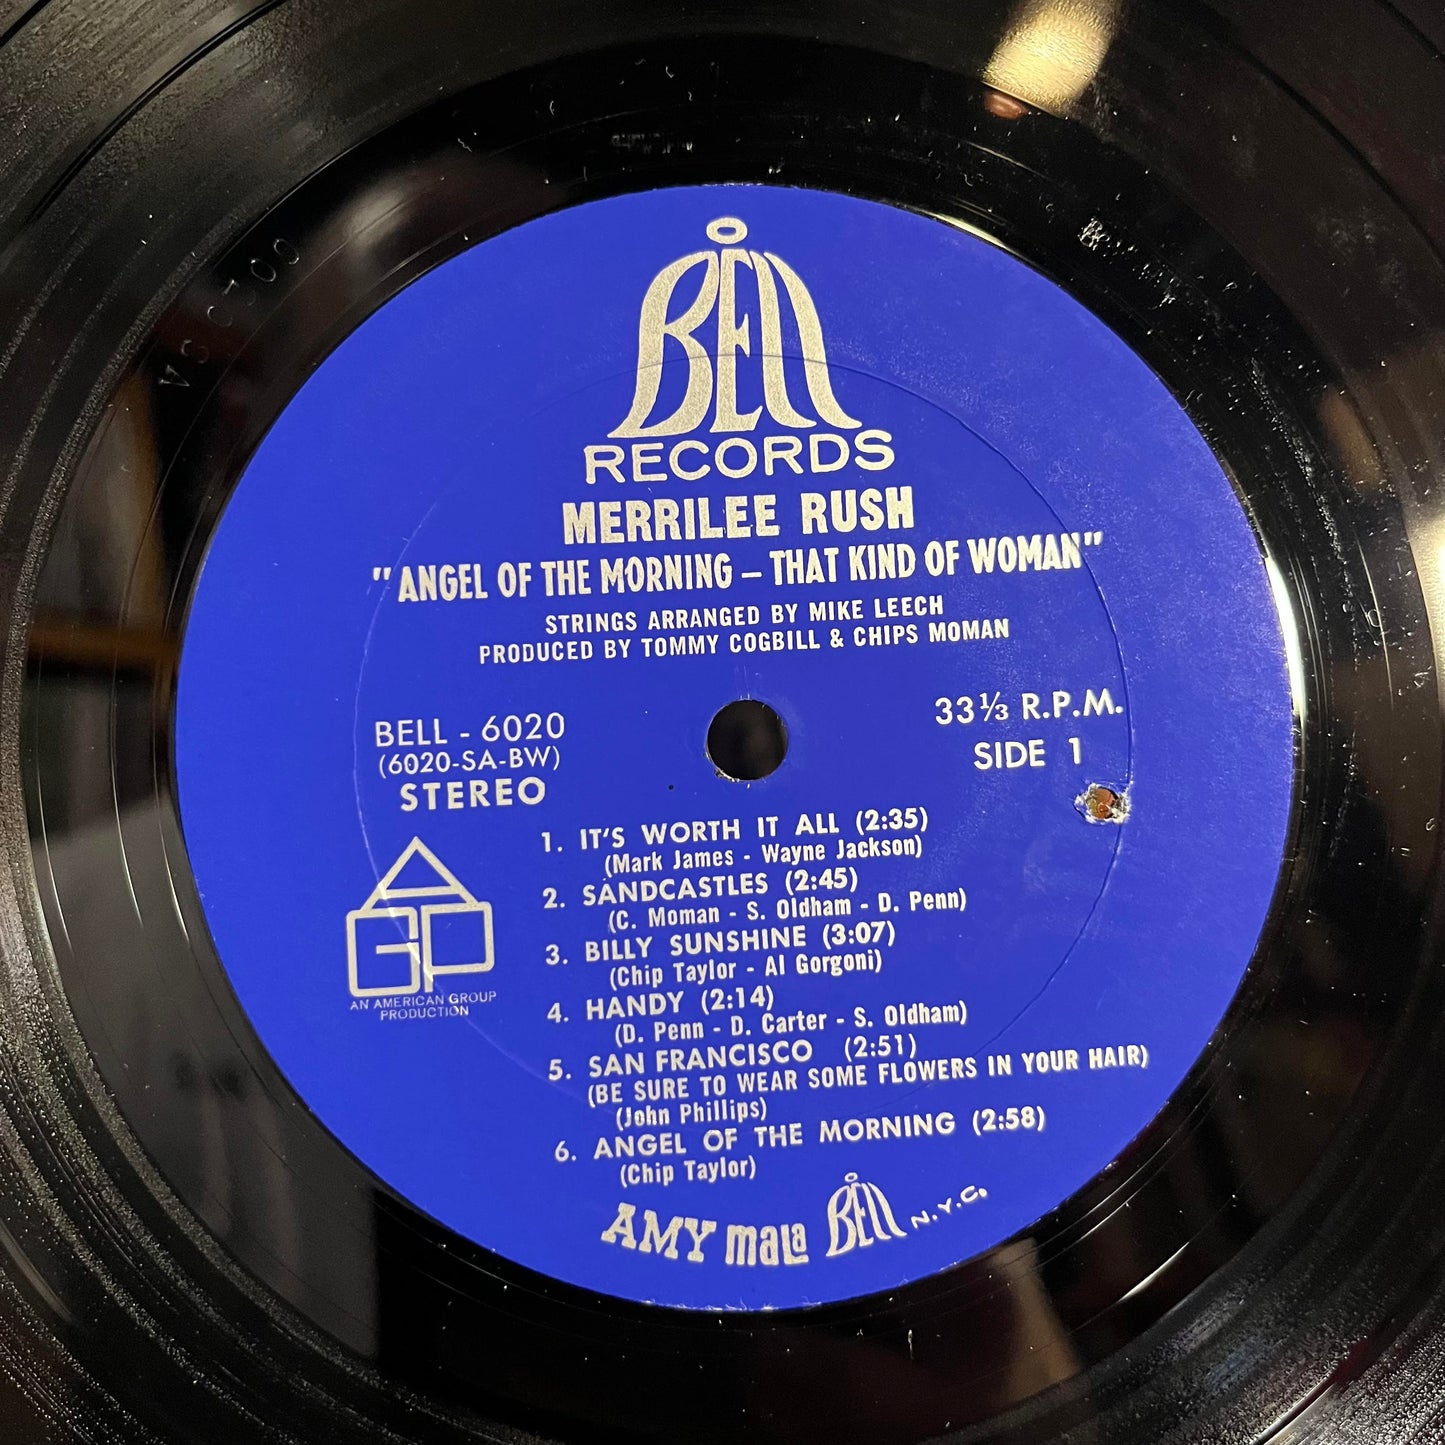 BELL
RECORDS
MERRILEE RUSH
"ANGEL OF THE MORNING – THAT KIND OF WOMAN"
STRINGS ARRANGED BY MIKE LEECH
PRODUCED BY TOMMY COGBILL & CHIPS MOMAN
BELL - 6020
(6020-SA-BW)
STEREO
33⅓ R.P.M.
SIDE 1
1. IT'S WORTH IT ALL (2:35)
(Mark James - Wayne Jackson)
2. SANDCASTLES (2:45)
(C. Moman - S. Oldham - D. Penn)
3. BILLY SUNSHINE (3:07)
(Chip Taylor - Al Gorgoni)
4. HANDY (2:14)
(D. Penn - D. Carter - S. Oldham)
5. SAN FRANCISCO (2:51)
(BE SURE TO WEAR SOME FLOWERS IN YOUR HAIR)
(John Phillips)
6. ANGEL OF THE MORNING (2:58)
(Chip Taylor)
AGP
AN AMERICAN GROUP
PRODUCTION
AMY mala BELL N.Y.C.